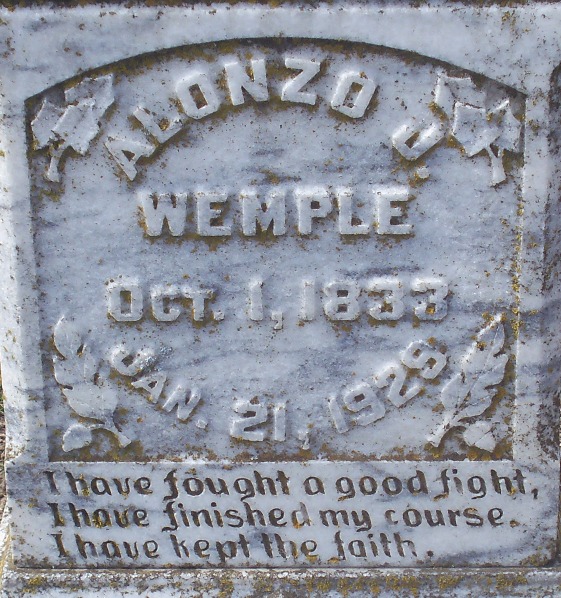 ALONZO J.
WEMPLE
OCT. 1, 1833
JAN. 21, 1929
I have fought a good fight,
I have finished my course.
I have kept the faith.